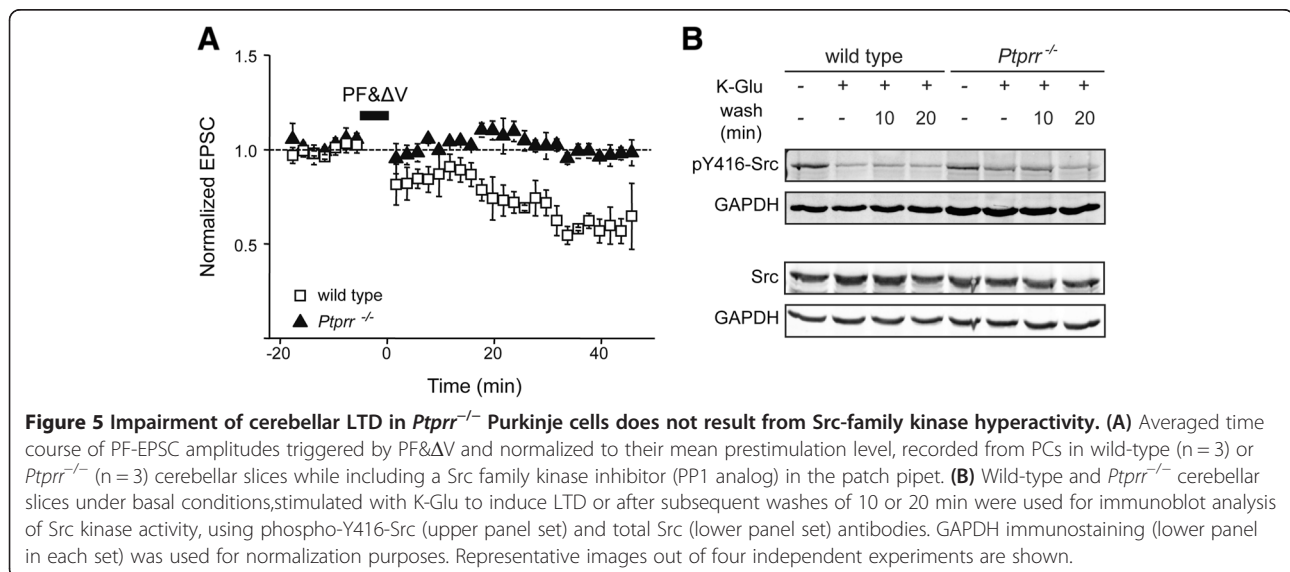 A
1.5
PF&ΔV
1.0
0.5
Normalized EPSC
wild type
Ptprr -/-
-20
0
20
40
Time (min)
B
wild type
Ptprr -/-
K-Glu
- + + + - + + +
wash
(min)
- - 10 20 - - 10 20
pY416-Src
GAPDH
Src
GAPDH
Figure 5 Impairment of cerebellar LTD in Ptprr−/− Purkinje cells does not result from Src-family kinase hyperactivity. (A) Averaged time
course of PF-EPSC amplitudes triggered by PF&ΔV and normalized to their mean prestimulation level, recorded from PCs in wild-type (n = 3) or
Ptprr−/− (n = 3) cerebellar slices while including a Src family kinase inhibitor (PP1 analog) in the patch pipet. (B) Wild-type and Ptprr−/− cerebellar
slices under basal conditions,stimulated with K-Glu to induce LTD or after subsequent washes of 10 or 20 min were used for immunoblot analysis
of Src kinase activity, using phospho-Y416-Src (upper panel set) and total Src (lower panel set) antibodies. GAPDH immunostaining (lower panel
in each set) was used for normalization purposes. Representative images out of four independent experiments are shown.